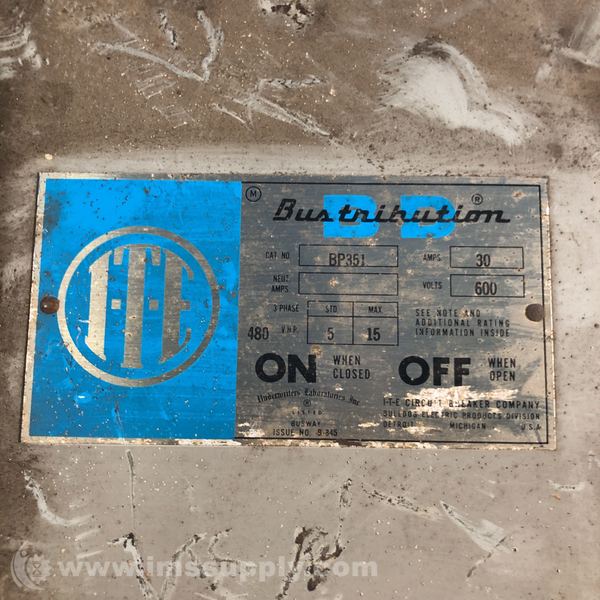 I-T-E
M Bustribution ®
BD
CAT NO. BP351 AMPS 30
NEUT. AMPS. VOLTS 600
3 PHASE STD. MAX
480 V. H.P. 5 15
SEE NOTE AND
ADDITIONAL RATING
INFORMATION INSIDE
ON WHEN CLOSED OFF WHEN OPEN
Underwriters Laboratories Inc.
®
LISTED
BUSWAY
ISSUE NO. B-345
I-T-E CIRCUIT BREAKER COMPANY
BULLDOG ELECTRIC PRODUCTS DIVISION
DETROIT MICHIGAN U.S.A
www.imssupply.com